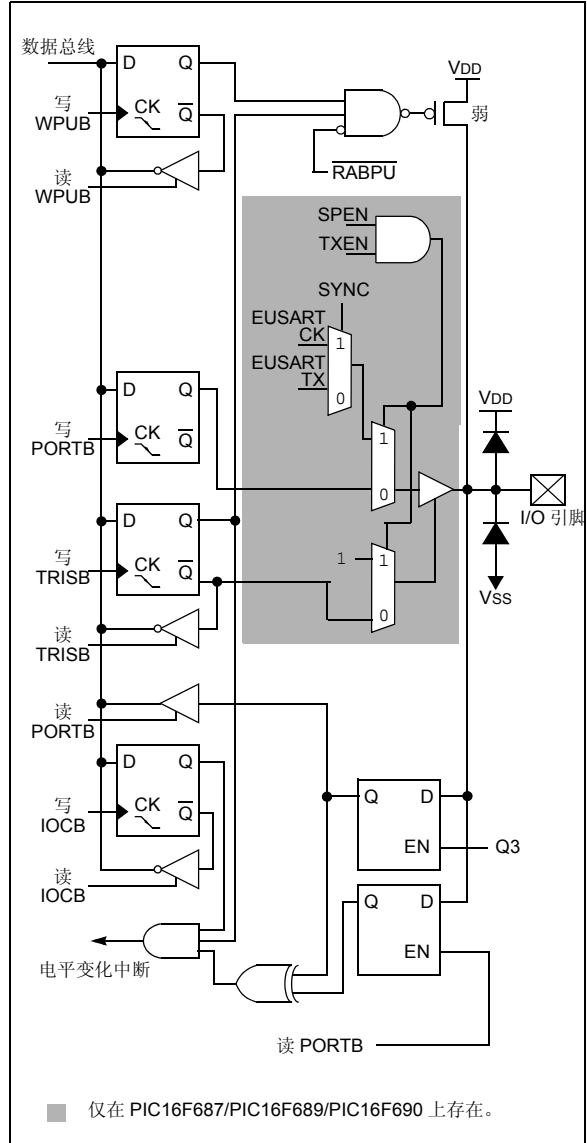 数据总线
D Q
VDD
写
WPUB
CK Q
弱
读
WPUB
RABPU
SPEN
TXEN
SYNC
EUSART
CK
1
EUSART
TX
0
D Q
VDD
写
PORTB
CK Q
1
0
I/O 引脚
D Q
写
TRISB
CK Q
1
1
VSS
0
读
TRISB
读
PORTB
D Q
Q D
写
IOCB
CK Q
EN
Q3
读
IOCB
Q D
EN
电平变化中断
读 PORTB
仅在 PIC16F687/PIC16F689/PIC16F690 上存在。